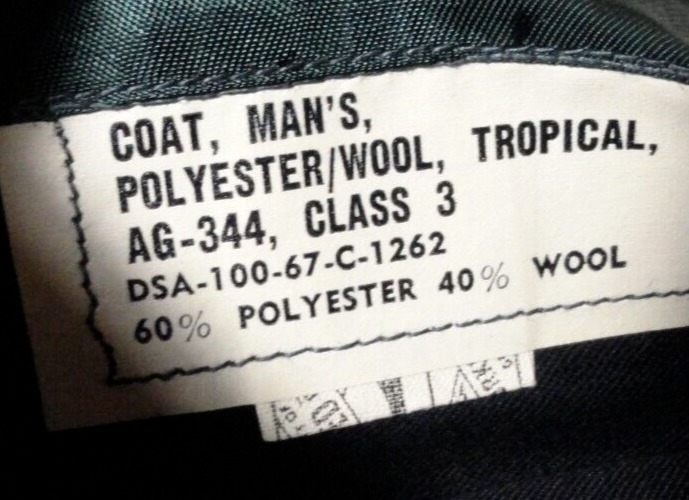 COAT, MAN'S,
POLYESTER/WOOL, TROPICAL,
AG-344, CLASS 3
DSA-100-67-C-1262
60% POLYESTER 40% WOOL